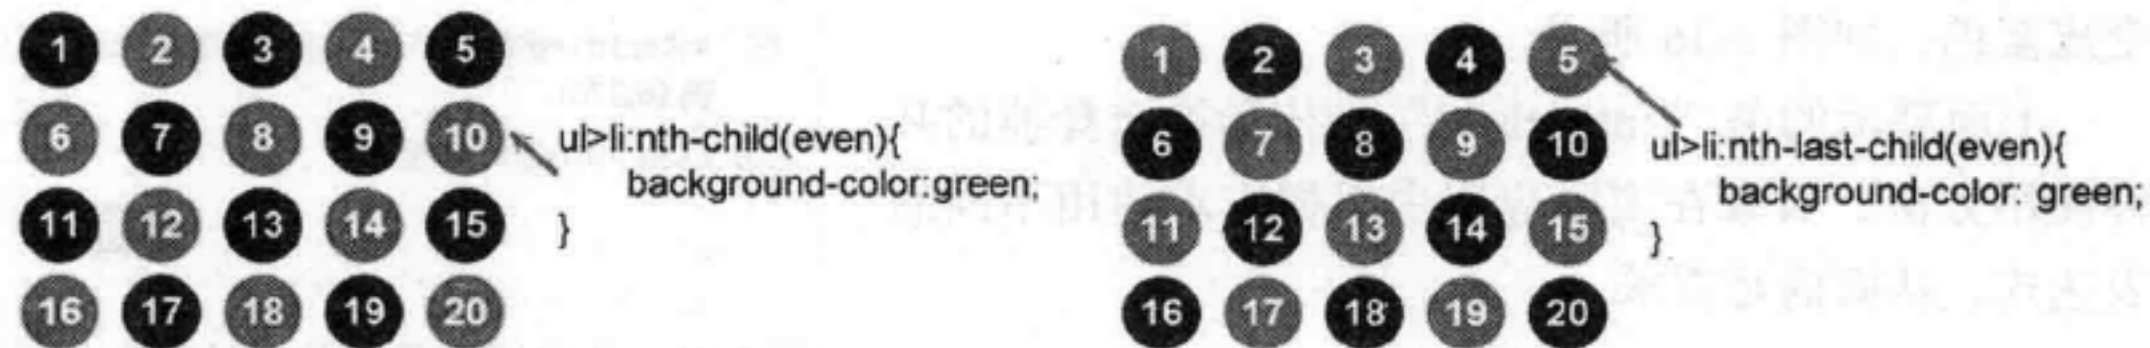 1 2 3 4 5
6 7 8 9 10
11 12 13 14 15
16 17 18 19 20
ul>li:nth-child(even){
background-color:green;
}
1 2 3 4 5
6 7 8 9 10
11 12 13 14 15
16 17 18 19 20
ul>li:nth-last-child(even){
background-color: green;
}